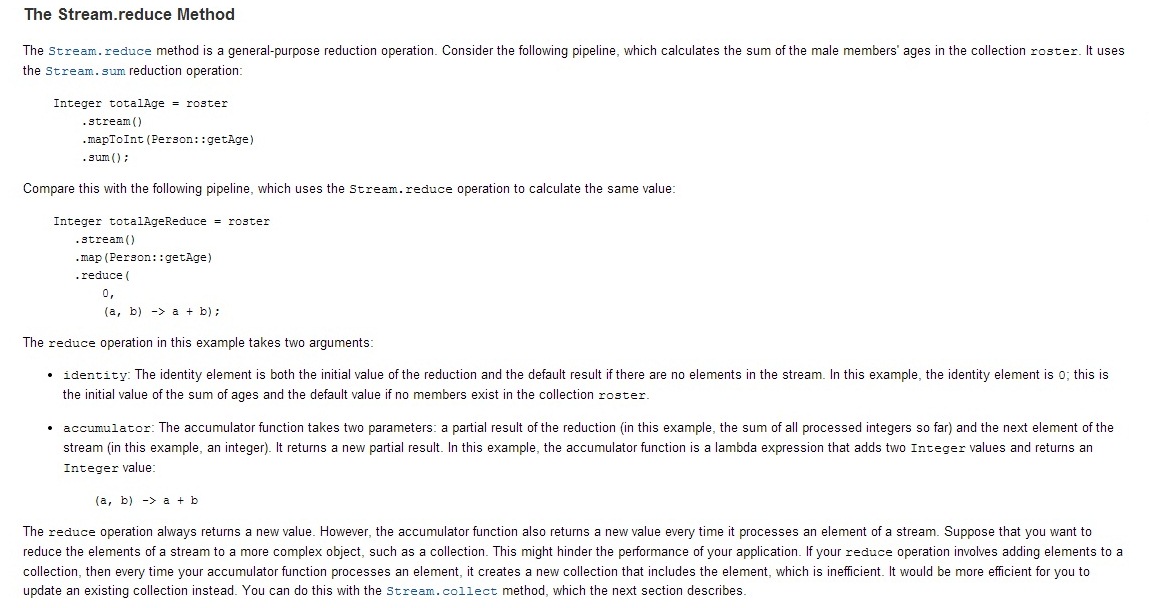 The Stream.reduce Method
The Stream.reduce method is a general-purpose reduction operation. Consider the following pipeline, which calculates the sum of the male members' ages in the collection roster. It uses
the Stream.sum reduction operation:
Integer totalAge = roster
.stream()
.mapToInt(Person::getAge)
.sum();
Compare this with the following pipeline, which uses the Stream.reduce operation to calculate the same value:
Integer totalAgeReduce = roster
.stream()
.map(Person::getAge)
.reduce(
0,
(a, b) -> a + b);
The reduce operation in this example takes two arguments:
• identity: The identity element is both the initial value of the reduction and the default result if there are no elements in the stream. In this example, the identity element is 0; this is
the initial value of the sum of ages and the default value if no members exist in the collection roster.
• accumulator: The accumulator function takes two parameters: a partial result of the reduction (in this example, the sum of all processed integers so far) and the next element of the
stream (in this example, an integer). It returns a new partial result. In this example, the accumulator function is a lambda expression that adds two Integer values and returns an
Integer value:
(a, b) -> a + b
The reduce operation always returns a new value. However, the accumulator function also returns a new value every time it processes an element of a stream. Suppose that you want to
reduce the elements of a stream to a more complex object, such as a collection. This might hinder the performance of your application. If your reduce operation involves adding elements to a
collection, then every time your accumulator function processes an element, it creates a new collection that includes the element, which is inefficient. It would be more efficient for you to
update an existing collection instead. You can do this with the Stream.collect method, which the next section describes.